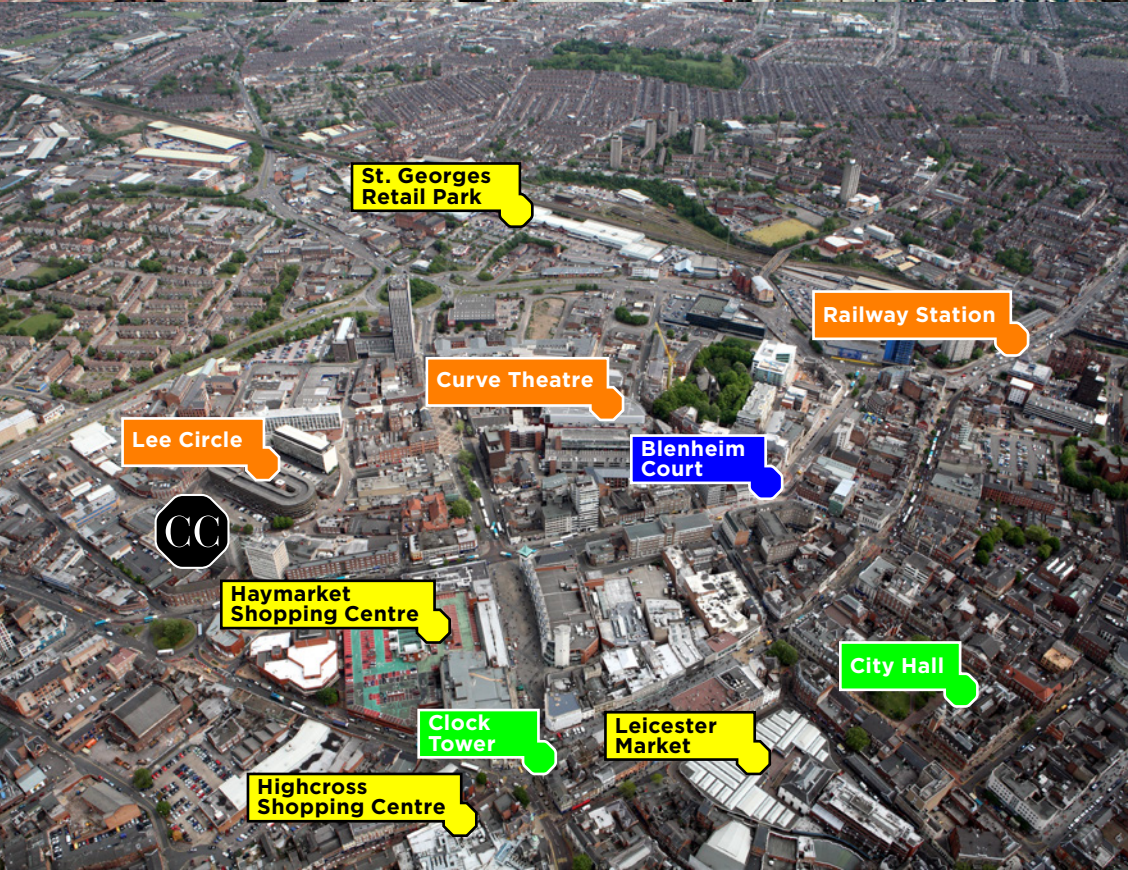 St. Georges
Retail Park
Railway Station
Curve Theatre
Lee Circle
Blenheim
Court
CC
Haymarket
Shopping Centre
City Hall
Clock
Tower
Leicester
Market
Highcross
Shopping Centre